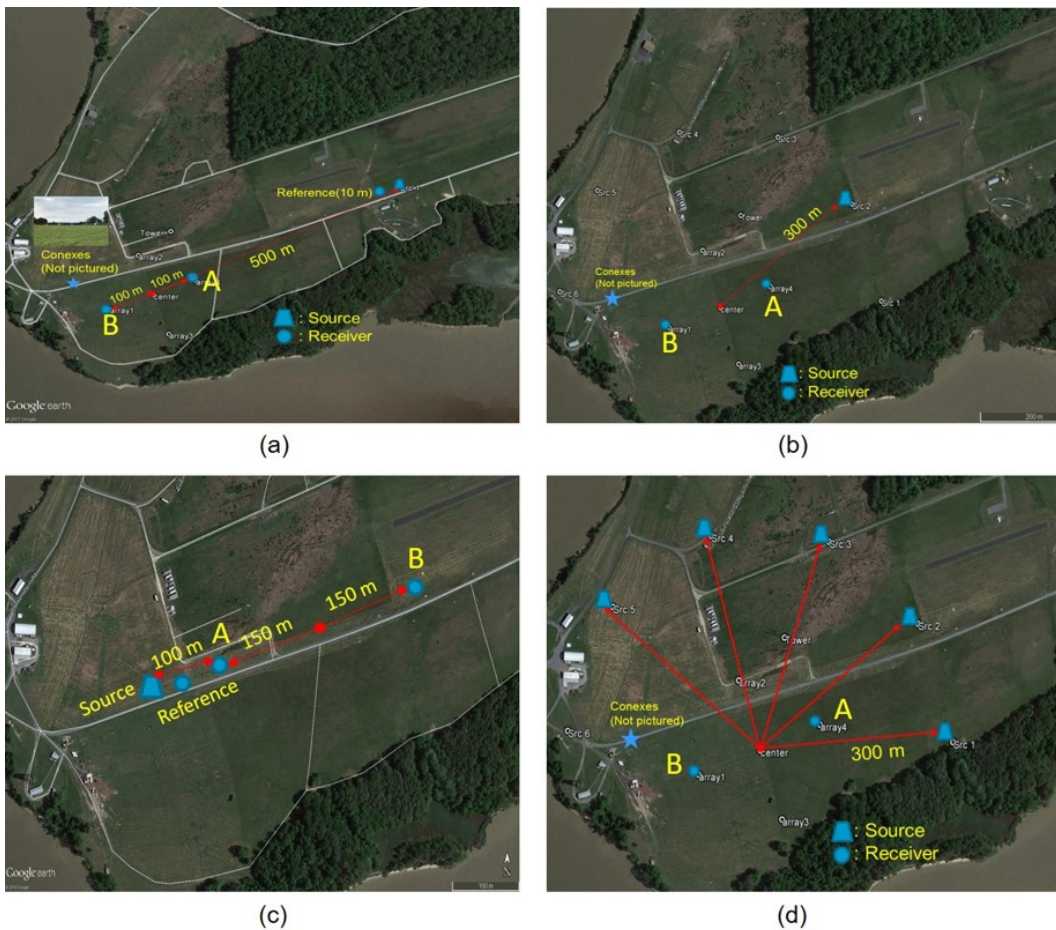 Reference(10 m)
Tower
array2
Conexes
(Not pictured)
500 m
A
100 m
100 m
center
B
array1
array3
: Source
: Receiver
Google earth
(a)
Src 4
Src 3
Src 5
Tower
Src 2
300 m
array2
Conexes
(Not pictured)
Src 6
array4
A
Src 1
center
B
array1
array3
: Source
: Receiver
200 m
(b)
B
150 m
A
150 m
100 m
Source
Reference
Google earth
N
100 m
(c)
Src 4
Src 3
Src 5
Src 2
Tower
array2
Conexes
(Not pictured)
Src 6
A
array4
Src 1
center
300 m
B
array1
array3
: Source
: Receiver
(d)